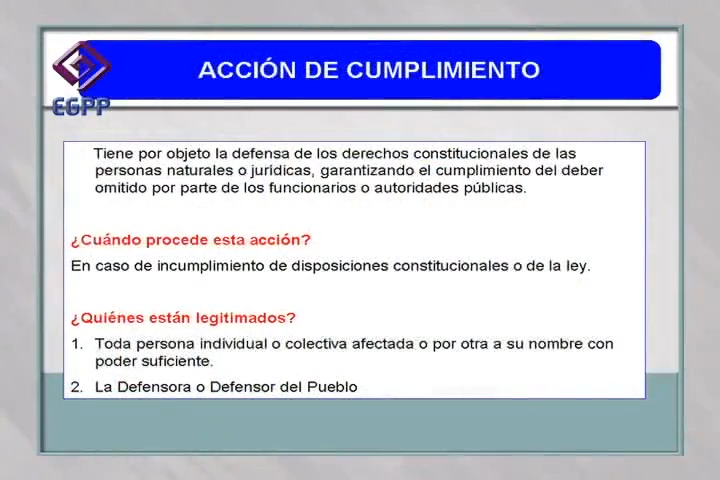 ACCIÓN DE CUMPLIMIENTO
EGPP
Tiene por objeto la defensa de los derechos constitucionales de las
personas naturales o jurídicas, garantizando el cumplimiento del deber
omitido por parte de los funcionarios o autoridades públicas.
¿Cuándo procede esta acción?
En caso de incumplimiento de disposiciones constitucionales o de la ley.
¿Quiénes están legitimados?
1. Toda persona individual o colectiva afectada o por otra a su nombre con
poder suficiente.
2. La Defensora o Defensor del Pueblo